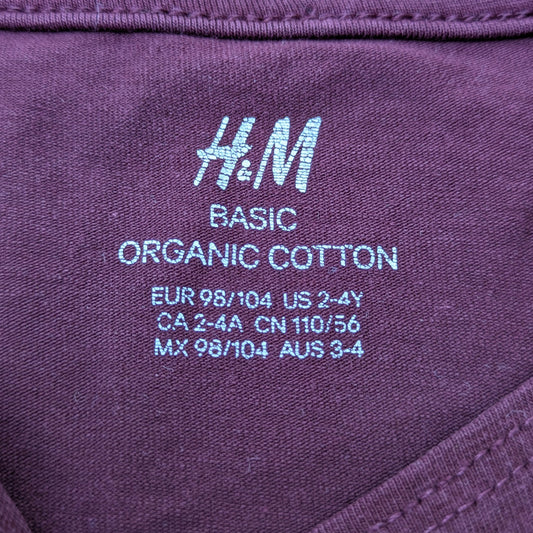 H&M
BASIC
ORGANIC COTTON
EUR 98/104 US 2-4Y
CA 2-4A CN 110/56
MX 98/104 AUS 3-4